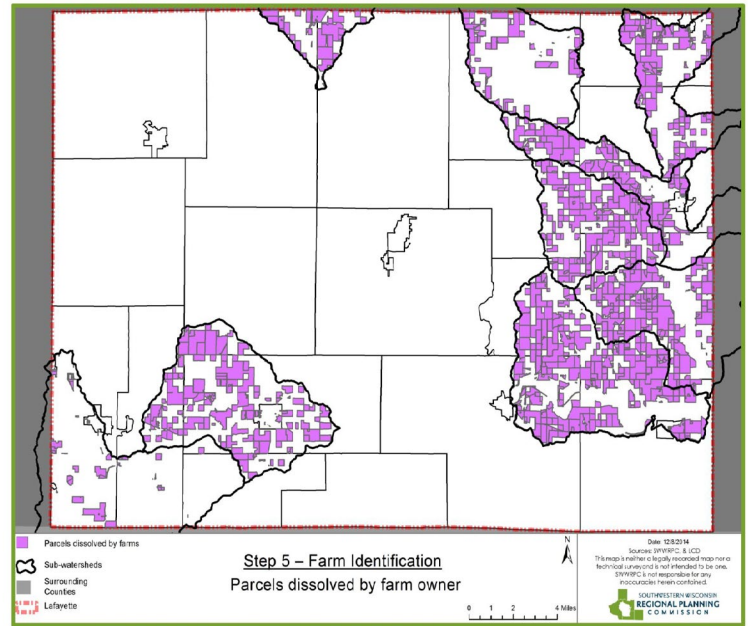 Parcels dissolved by farms
Sub-watersheds
Surrounding
Counties
Lafayette
Step 5 – Farm Identification
Parcels dissolved by farm owner
N
0 1 2 4 Miles
Date: 12/8/2014
Sources: SWWRPC, & LCD
This map is neither a legally recorded map nor a
technical survey and is not intended to be one.
SWWRPC is not responsible for any
inaccuracies herein contained.
SOUTHWESTERN WISCONSIN
REGIONAL PLANNING
COMMISSION